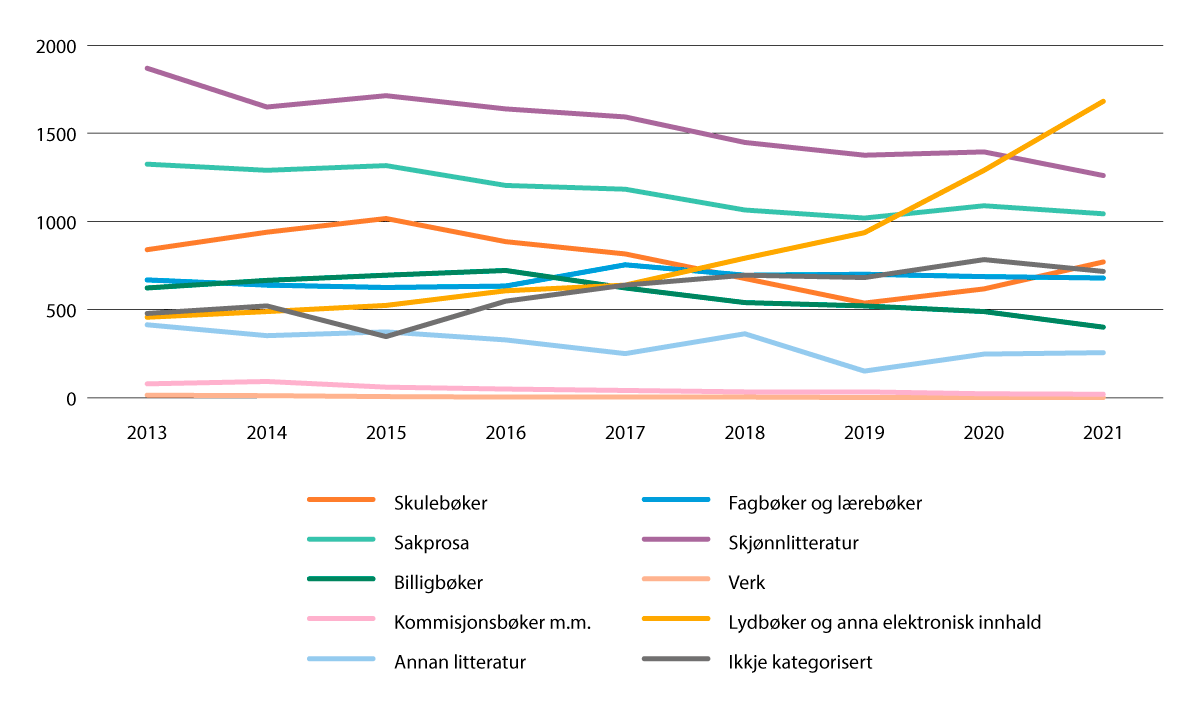 2000
1500
1000
500
0
2013 2014 2015 2016 2017 2018 2019 2020 2021
Skulebøker Fagbøker og lærebøker
Sakprosa Skjønnlitteratur
Billigbøker Verk
Kommisjonsbøker m.m. Lydbøker og anna elektronisk innhald
Annan litteratur Ikkje kategorisert